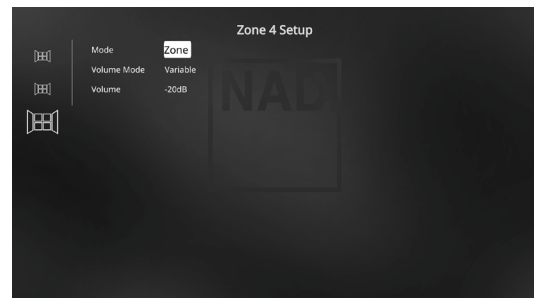 Zone 4 Setup
Mode Zone
Volume Mode Variable
Volume -20dB
NAD